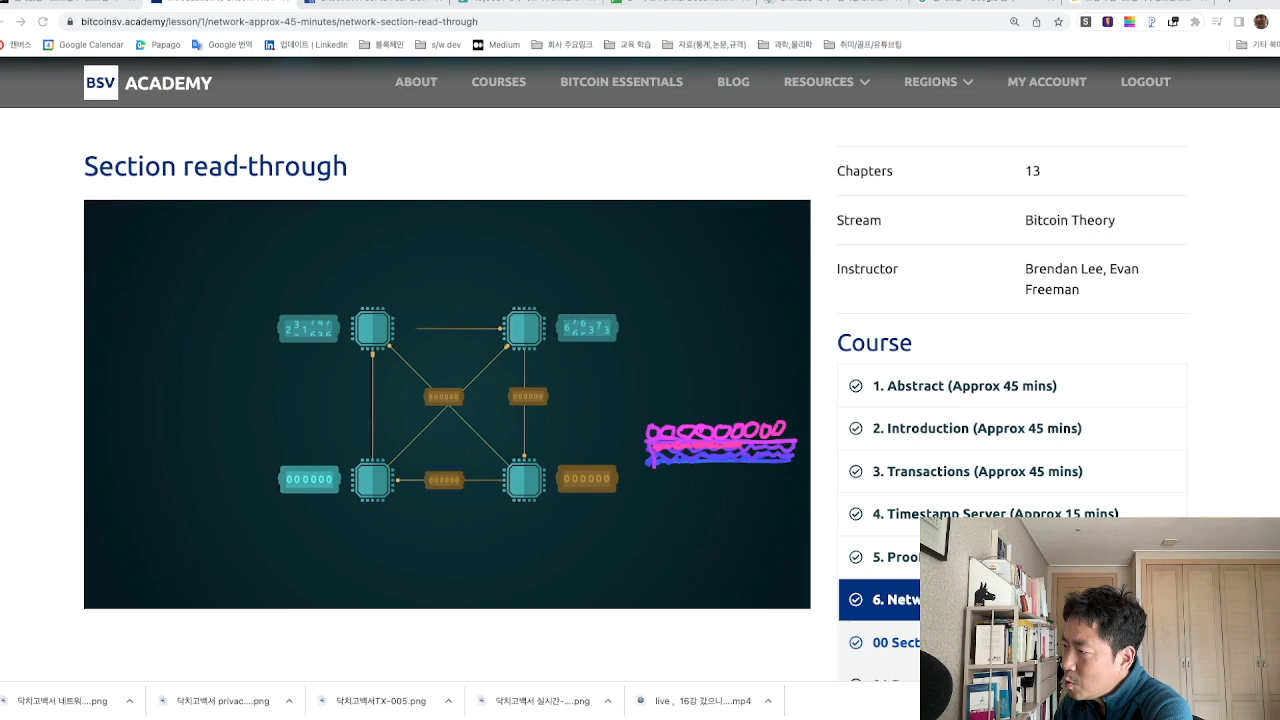 bitcoinsv.academy/lesson/1/network-approx-45-minutes/network-section-read-through
캔버스 Google Calendar Papago Google 번역 업데이트 | LinkedIn 블록체인 s/w dev Medium 회사 주요링크 교육 학습 자료(통계,논문,규격) 과학,물리학 취미/골프/유튜브팁 기타 북마
BSV ACADEMY ABOUT COURSES BITCOIN ESSENTIALS BLOG RESOURCES REGIONS MY ACCOUNT LOGOUT
Section read-through
Chapters 13
Stream Bitcoin Theory
Instructor Brendan Lee, Evan
Freeman
Course
1. Abstract (Approx 45 mins)
2. Introduction (Approx 45 mins)
3. Transactions (Approx 45 mins)
4. Timestamp Server (Approx 15 mins)
5. Proo
6. Netw
00 Sect
000000 000000
000000 000000 000000
닥치고백서 네트워....png 닥치고백서 privac....png 닥치고백서TX-005.png 닥치고백서 실시간-....png live , 16강 갔으니....mp4